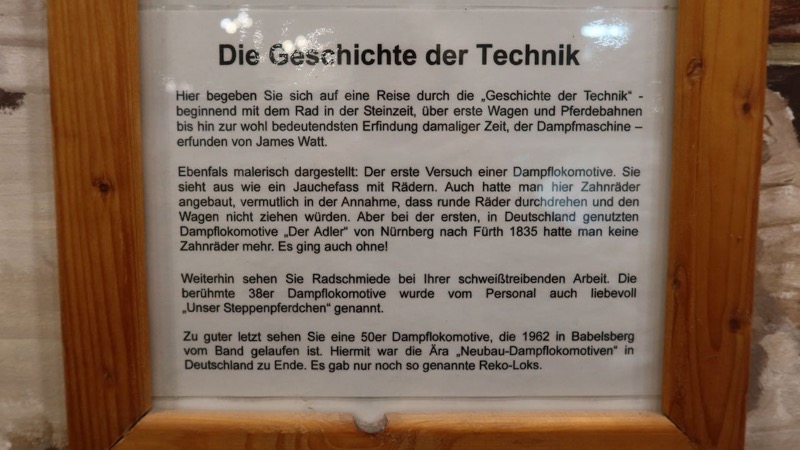 Die Geschichte der Technik
Hier begeben Sie sich auf eine Reise durch die „Geschichte der Technik“ -
beginnend mit dem Rad in der Steinzeit, über erste Wagen und Pferdebahnen
bis hin zur wohl bedeutendsten Erfindung damaliger Zeit, der Dampfmaschine –
erfunden von James Watt.
Ebenfals malerisch dargestellt: Der erste Versuch einer Dampflokomotive. Sie
sieht aus wie ein Jauchefass mit Rädern. Auch hatte man hier Zahnräder
angebaut, vermutlich in der Annahme, dass runde Räder durchdrehen und den
Wagen nicht ziehen würden. Aber bei der ersten, in Deutschland genutzten
Dampflokomotive „Der Adler“ von Nürnberg nach Fürth 1835 hatte man keine
Zahnräder mehr. Es ging auch ohne!
Weiterhin sehen Sie Radschmiede bei Ihrer schweißtreibenden Arbeit. Die
berühmte 38er Dampflokomotive wurde vom Personal auch liebevoll
„Unser Steppenpferdchen“ genannt.
Zu guter letzt sehen Sie eine 50er Dampflokomotive, die 1962 in Babelsberg
vom Band gelaufen ist. Hiermit war die Ära „Neubau-Dampflokomotiven“ in
Deutschland zu Ende. Es gab nur noch so genannte Reko-Loks.